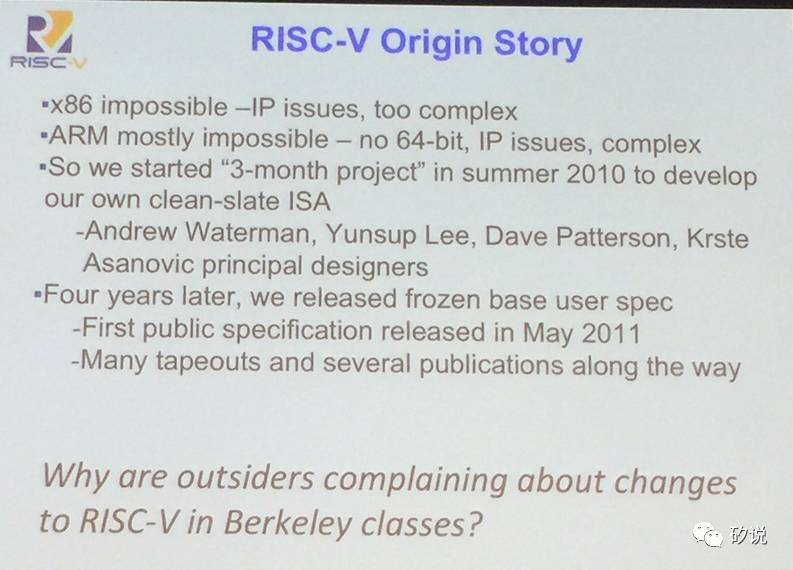 RISC-V
RISC-V Origin Story
▪x86 impossible –IP issues, too complex
▪ARM mostly impossible – no 64-bit, IP issues, complex
▪So we started “3-month project” in summer 2010 to develop
our own clean-slate ISA
-Andrew Waterman, Yunsup Lee, Dave Patterson, Krste
Asanovic principal designers
▪Four years later, we released frozen base user spec
-First public specification released in May 2011
-Many tapeouts and several publications along the way
Why are outsiders complaining about changes
to RISC-V in Berkeley classes?
矽说